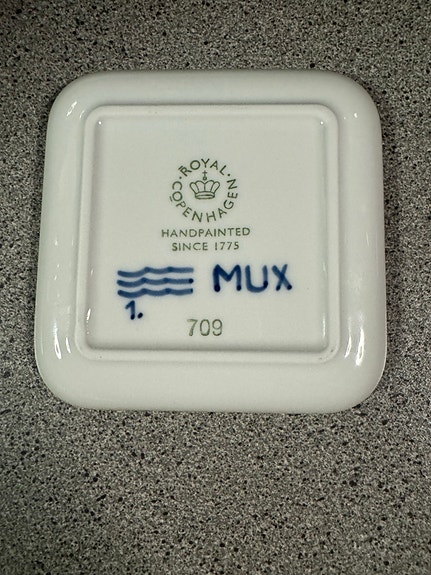 ROYAL
COPENHAGEN
HANDPAINTED
SINCE 1775
MUX
1.
709